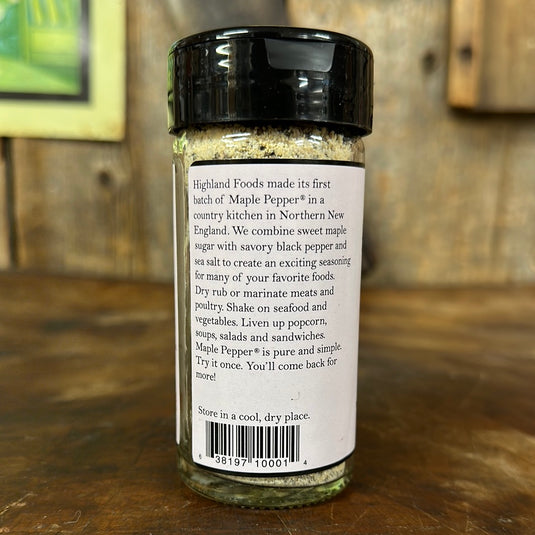 Highland Foods made its first
batch of Maple Pepper® in a
country kitchen in Northern New
England. We combine sweet maple
sugar with savory black pepper and
sea salt to create an exciting seasoning
for many of your favorite foods.
Dry rub or marinate meats and
poultry. Shake on seafood and
vegetables. Liven up popcorn,
soups, salads and sandwiches.
Maple Pepper® is pure and simple.
Try it once. You'll come back for
more!
Store in a cool, dry place.
6 38197 10001 4